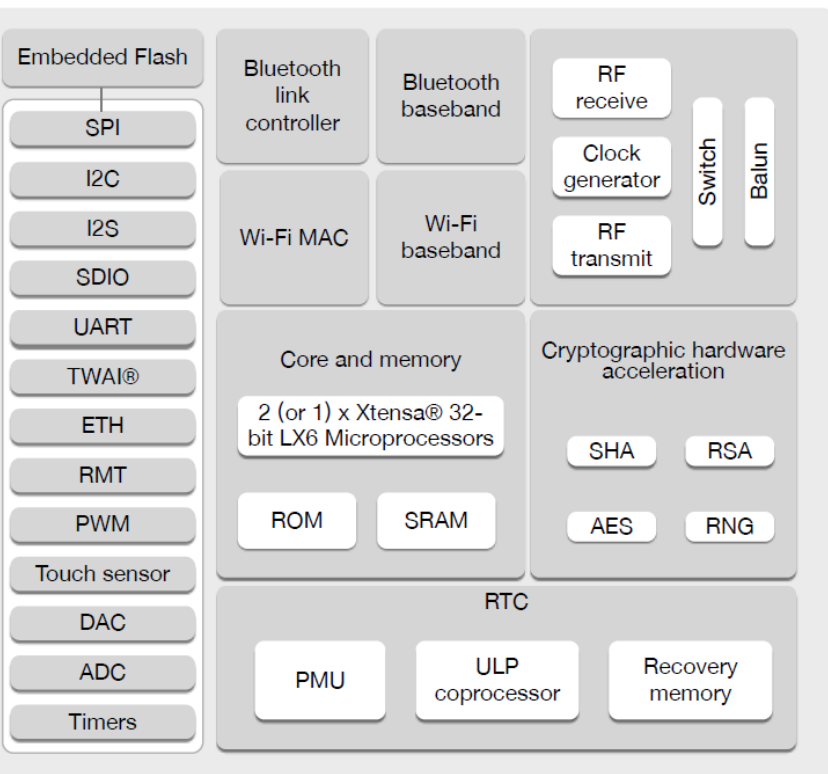 Embedded Flash
SPI
I2C
I2S
SDIO
UART
TWAI®
ETH
RMT
PWM
Touch sensor
DAC
ADC
Timers
Bluetooth
link
controller
Bluetooth
baseband
Wi-Fi MAC
Wi-Fi
baseband
RF
receive
Clock
generator
RF
transmit
Switch
Balun
Core and memory
2 (or 1) x Xtensa® 32-
bit LX6 Microprocessors
ROM
SRAM
Cryptographic hardware
acceleration
SHA
RSA
AES
RNG
RTC
PMU
ULP
coprocessor
Recovery
memory